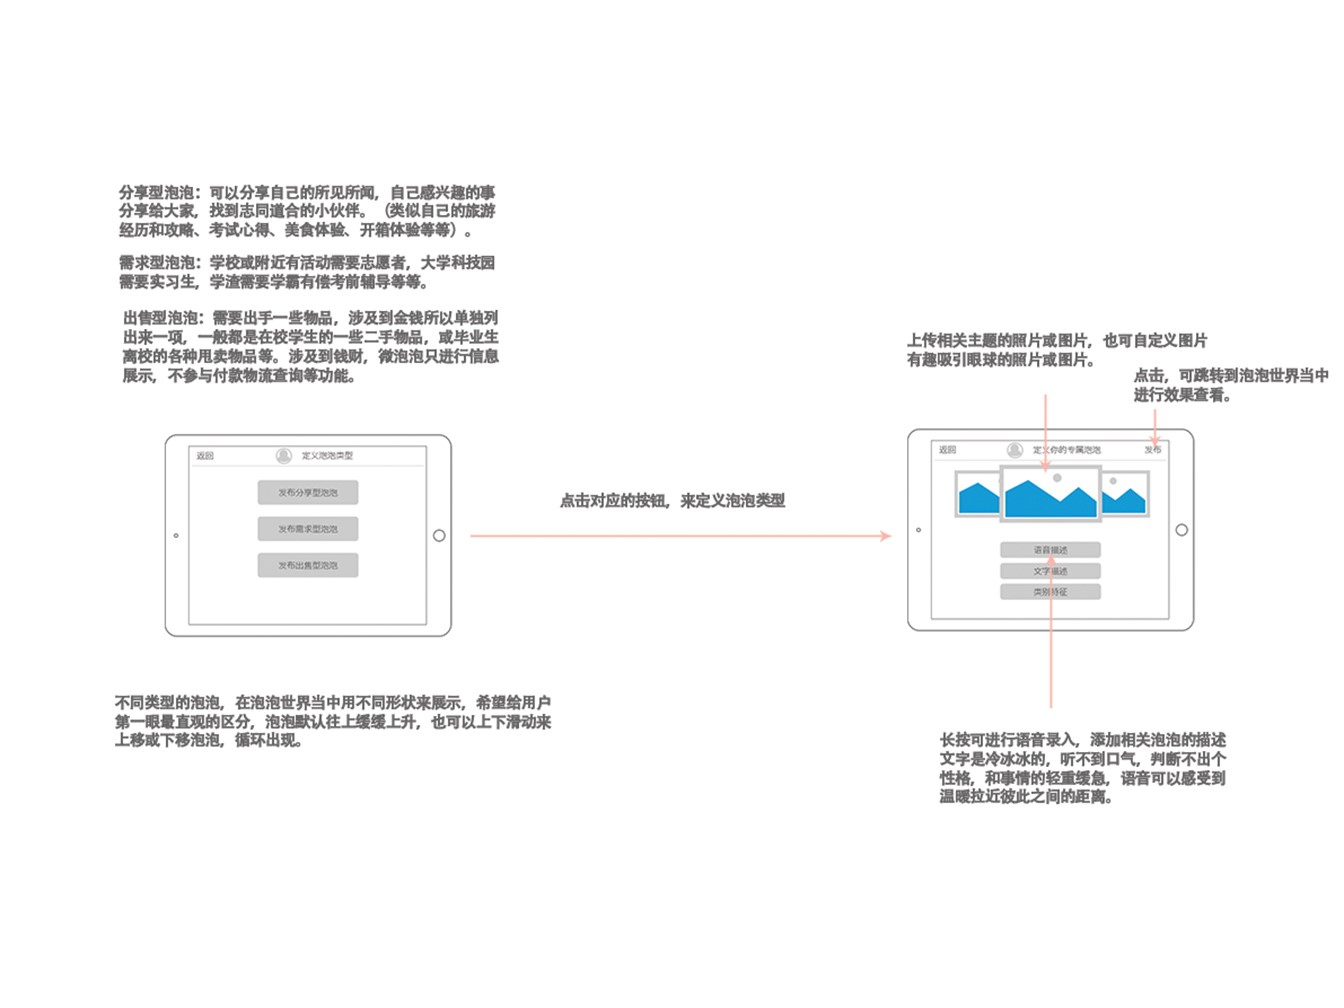 分享型泡泡：可以分享自己的所见所闻，自己感兴趣的事
分享给大家，找到志同道合的小伙伴。（类似自己的旅游
经历和攻略、考试心得、美食体验、开箱体验等等）。
需求型泡泡：学校或附近有活动需要志愿者，大学科技园
需要实习生，学渣需要学霸有偿考前辅导等等。
出售型泡泡：需要出手一些物品，涉及到金钱所以单独列
出来一项，一般都是在校学生的一些二手物品，或毕业生
离校的各种甩卖物品等。涉及到钱财，微泡泡只进行信息
展示，不参与付款物流查询等功能。
返回
定义泡泡类型
发布分享型泡泡
发布需求型泡泡
发布出售型泡泡
不同类型的泡泡，在泡泡世界当中用不同形状来展示，希望给用户
第一眼最直观的区分，泡泡默认往上缓缓上升，也可以上下滑动来
上移或下移泡泡，循环出现。
点击对应的按钮，来定义泡泡类型
上传相关主题的照片或图片，也可自定义图片
有趣吸引眼球的照片或图片。
点击，可跳转到泡泡世界当中
进行效果查看。
返回
定义你的专属泡泡
发布
语音描述
文字描述
类别特征
长按可进行语音录入，添加相关泡泡的描述
文字是冷冰冰的，听不到口气，判断不出个
性格，和事情的轻重缓急，语音可以感受到
温暖拉近彼此之间的距离。